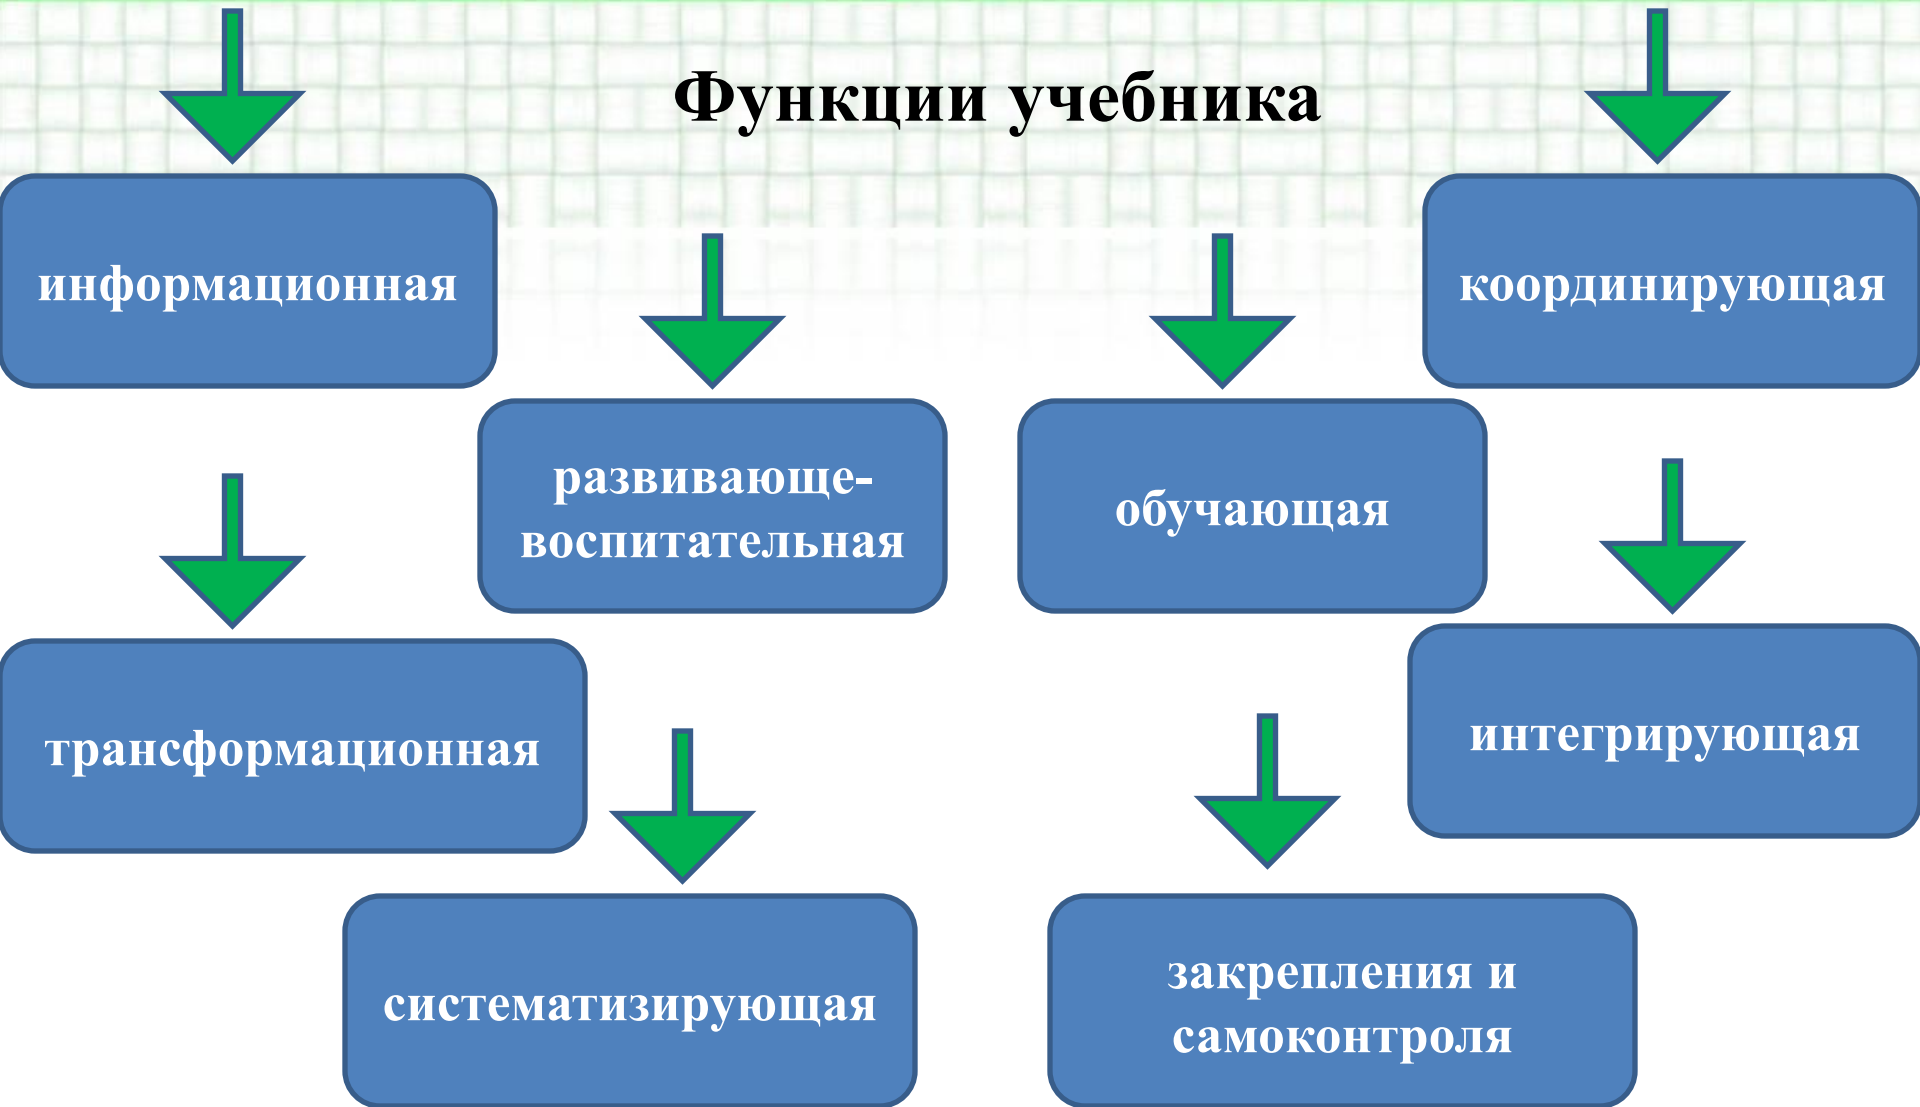 Функции учебника
информационная
координирующая
развивающе-
воспитательная
обучающая
трансформационная
интегрирующая
систематизирующая
закрепления и
самоконтроля